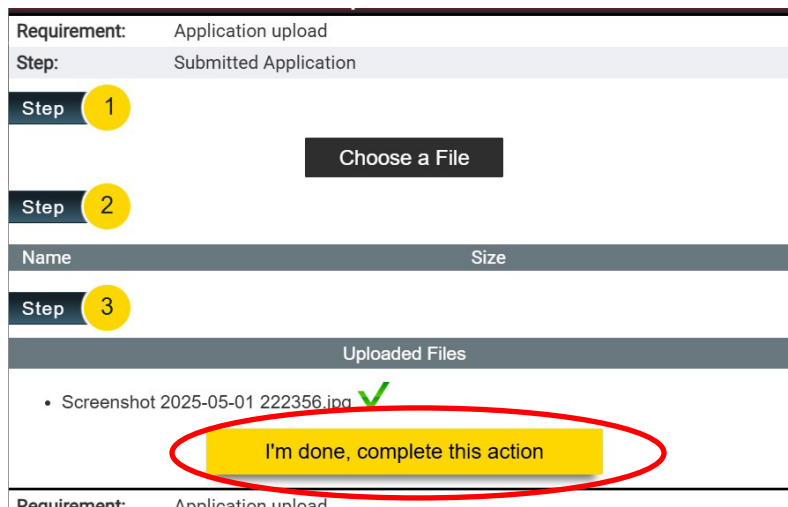 Requirement: Application upload
Step: Submitted Application
Step 1
Choose a File
Step 2
Name Size
Step 3
Uploaded Files
• Screenshot 2025-05-01 222356.jpg
I'm done, complete this action
Requirement: Application upload